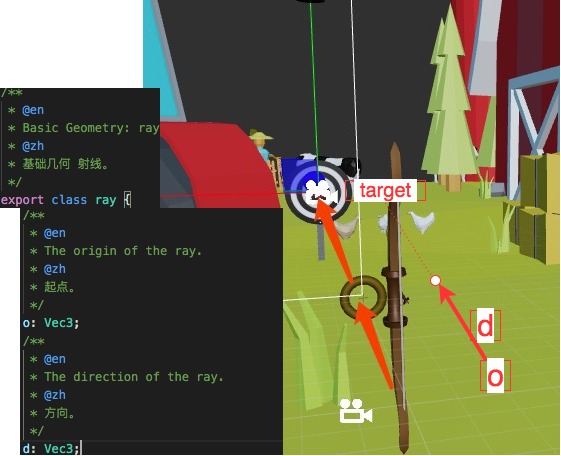 /**
* @en
* Basic Geometry: ray
* @zh
* 基础几何 射线。
*/
export class ray {
/**
* @en
* The origin of the ray.
* @zh
* 起点。
*/
o: Vec3;
/**
* @en
* The direction of the ray.
* @zh
* 方向。
*/
d: Vec3;
target
d
o